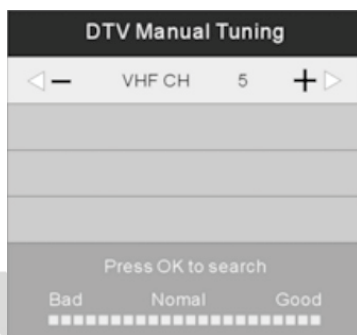 DTV Manual Tuning
− VHF CH 5 +
Press OK to search
Bad Nomal Good